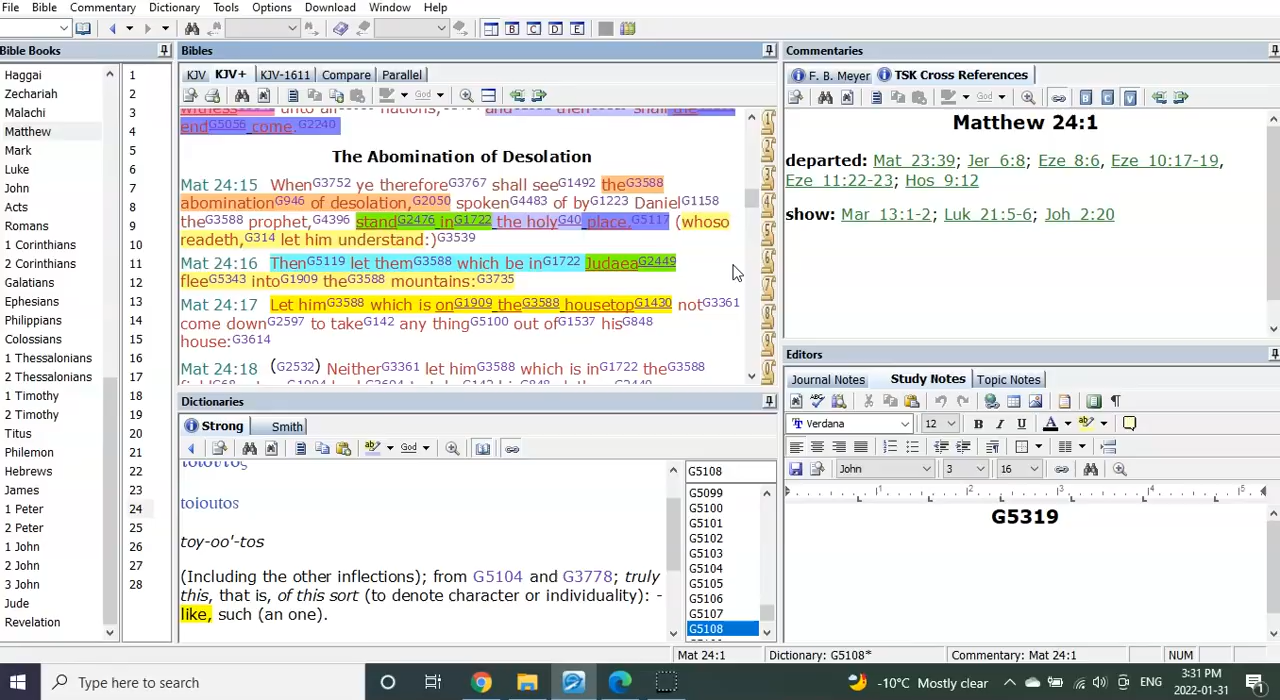 File Bible Commentary Dictionary Tools Options Download Window Help
B C D E
Bible Books
Haggai
Zechariah
Malachi
Matthew
Mark
Luke
John
Acts
Romans
1 Corinthians
2 Corinthians
Galatians
Ephesians
Philippians
Colossians
1 Thessalonians
2 Thessalonians
1 Timothy
2 Timothy
Titus
Philemon
Hebrews
James
1 Peter
2 Peter
1 John
2 John
3 John
Jude
Revelation
1
2
3
4
5
6
7
8
9
10
11
12
13
14
15
16
17
18
19
20
21
22
23
24
25
26
27
28
Bibles
KJV KJV+ KJV-1611 Compare Parallel
God
end G5056 come. G2240
The Abomination of Desolation
Mat 24:15 When G3752 ye therefore G3767 shall see G1492 the G3588
abomination G946 of desolation, G2050 spoken G4483 of by G1223 Daniel G1158
the G3588 prophet, G4396 stand G2476 in G1722 the holy G40 place, G5117 (whoso
readeth, G314 let him understand:) G3539
Mat 24:16 Then G5119 let them G3588 which be in G1722 Judaea G2449
flee G5343 into G1909 the G3588 mountains: G3735
Mat 24:17 Let him G3588 which is on G1909 the G3588 housetop G1430 not G3361
come down G2597 to take G142 any thing G5100 out of G1537 his G848
house: G3614
Mat 24:18 (G2532) Neither G3361 let him G3588 which is in G1722 the G3588
Dictionaries
Strong Smith
God
toioutos
toy-oo'-tos
(Including the other inflections); from G5104 and G3778; truly
this, that is, of this sort (to denote character or individuality): -
like, such (an one).
G5108
G5099
G5100
G5101
G5102
G5103
G5104
G5105
G5106
G5107
G5108
Commentaries
F. B. Meyer TSK Cross References
God B C V
Matthew 24:1
departed: Mat 23:39; Jer 6:8; Eze 8:6, Eze 10:17-19,
Eze 11:22-23; Hos 9:12
show: Mar 13:1-2; Luk 21:5-6; Joh 2:20
Editors
Journal Notes Study Notes Topic Notes
Verdana 12 B I U A ab
John 3 16
1 2 3 4 5
G5319
Mat 24:1 Dictionary: G5108* Commentary: Mat 24:1 NUM
Type here to search
-10°C Mostly clear ENG 3:31 PM
2022-01-31